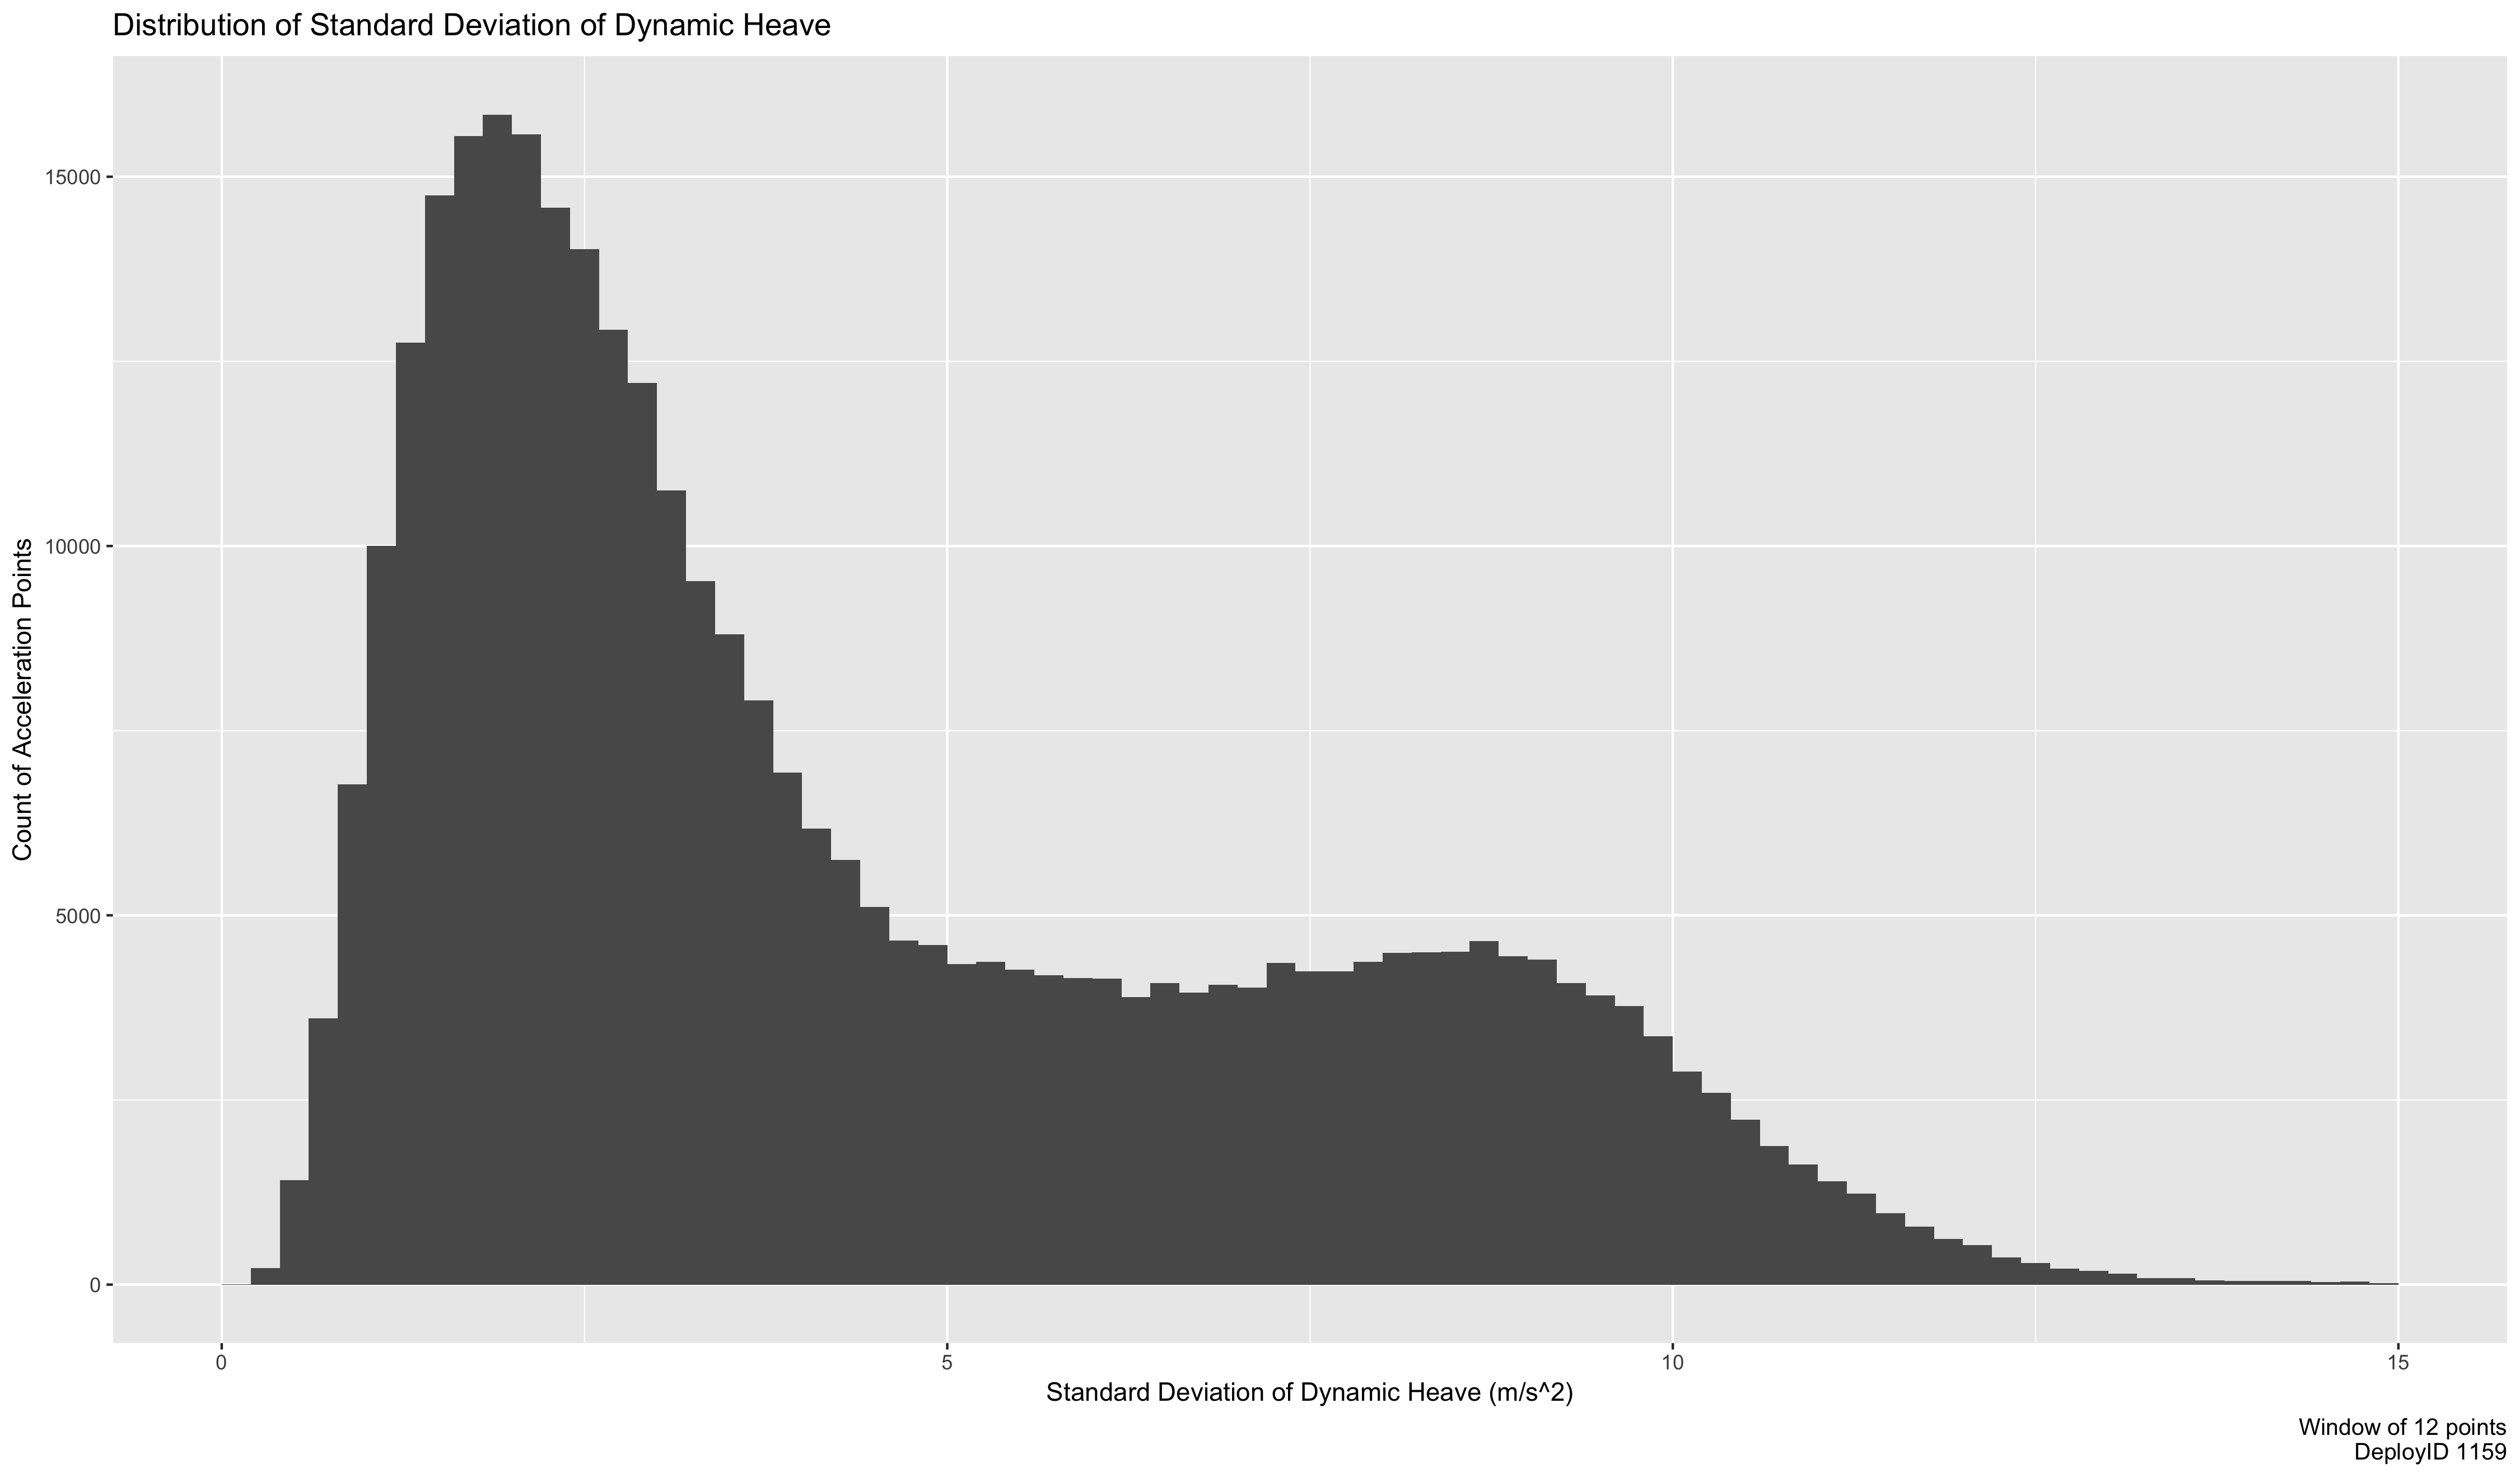 Distribution of Standard Deviation of Dynamic Heave
Count of Acceleration Points
15000
10000
5000
0
0
5
10
15
Standard Deviation of Dynamic Heave (m/s^2)
Window of 12 points
DeployID 1159